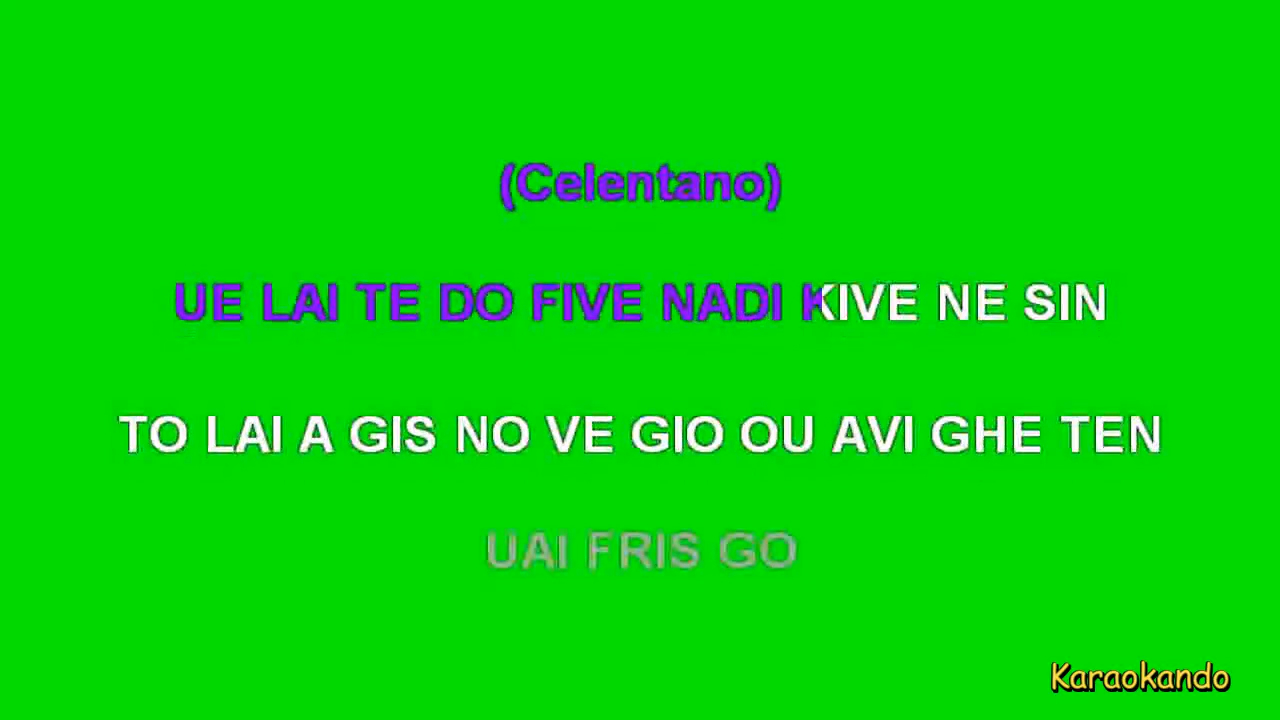 (Celentano)
UE LAI TE DO FIVE NADI KIVE NE SIN
TO LAI A GIS NO VE GIO OU AVI GHE TEN
UAI FRIS GO
Karaokando